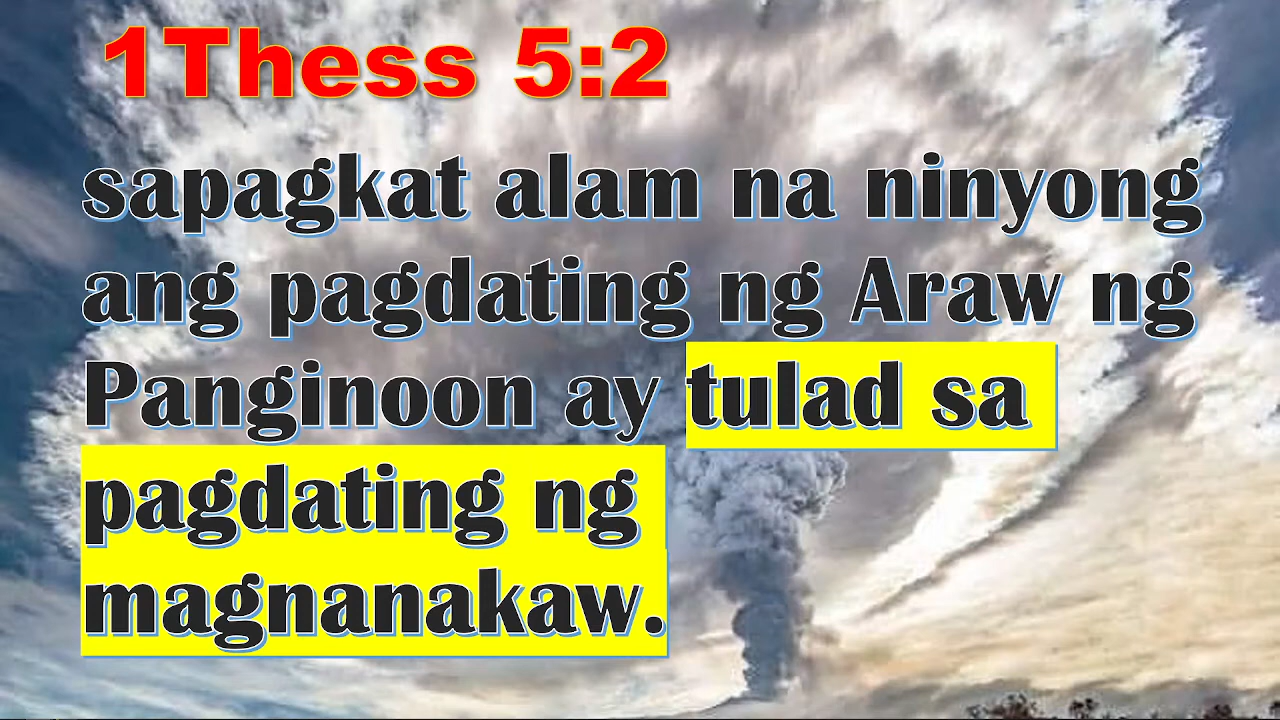 1Thess 5:2
sapagkat alam na ninyong
ang pagdating ng Araw ng
Panginoon ay tulad sa
pagdating ng
magnanakaw.